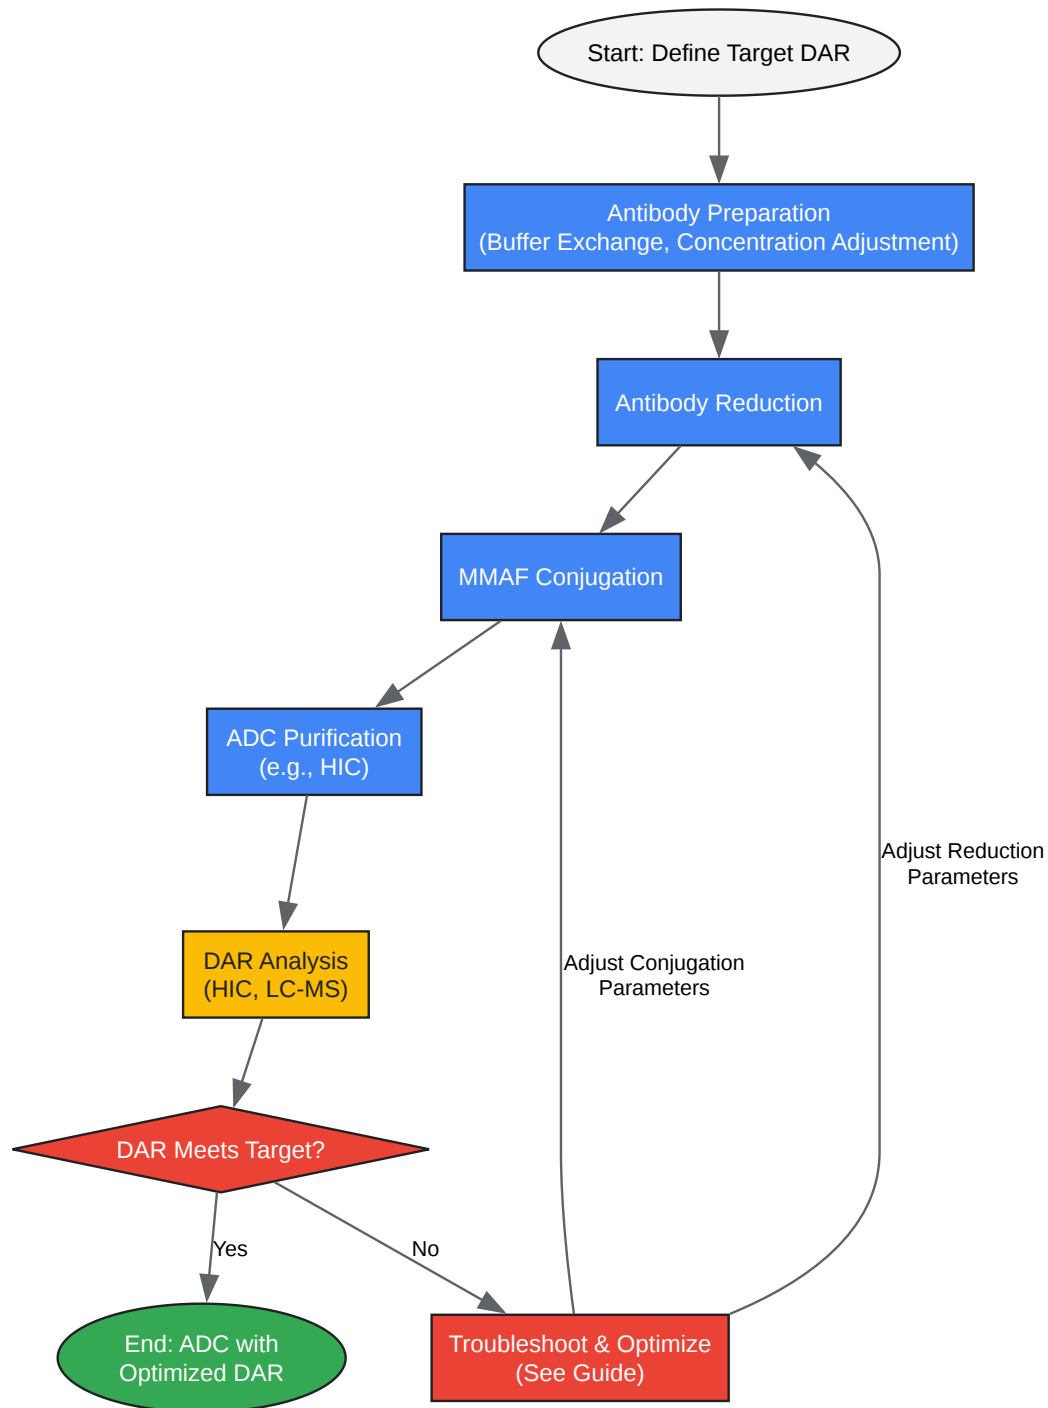 Start: Define Target DAR
Antibody Preparation
(Buffer Exchange, Concentration Adjustment)
Antibody Reduction
MMAF Conjugation
ADC Purification
(e.g., HIC)
Adjust Reduction
Parameters
DAR Analysis
(HIC, LC-MS)
Adjust Conjugation
Parameters
DAR Meets Target?
Yes
No
End: ADC with
Optimized DAR
Troubleshoot & Optimize
(See Guide)